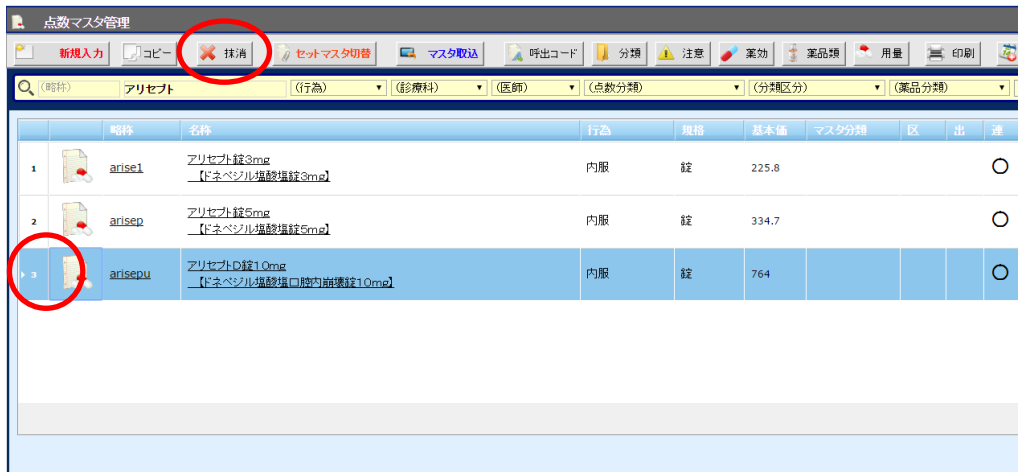 点数マスタ管理
新規入力 コピー 抹消 セットマスタ切替 マスタ取込 呼出コード 分類 注意 薬効 薬品類 用量 印刷
(略称) アリセプト (行為) (診療科) (医師) (点数分類) (分類区分) (薬品分類)
略称 名称 行為 規格 基本価 マスタ分類 区 出 連
1 arise1 アリセプト錠3mg 内服 錠 225.8 〇
【ドネペジル塩酸塩錠3mg】
2 arisep アリセプト錠5mg 内服 錠 334.7 〇
【ドネペジル塩酸塩錠5mg】
3 arisepu アリセプトD錠10mg 内服 錠 764 〇
【ドネペジル塩酸塩口腔内崩壊錠10mg】